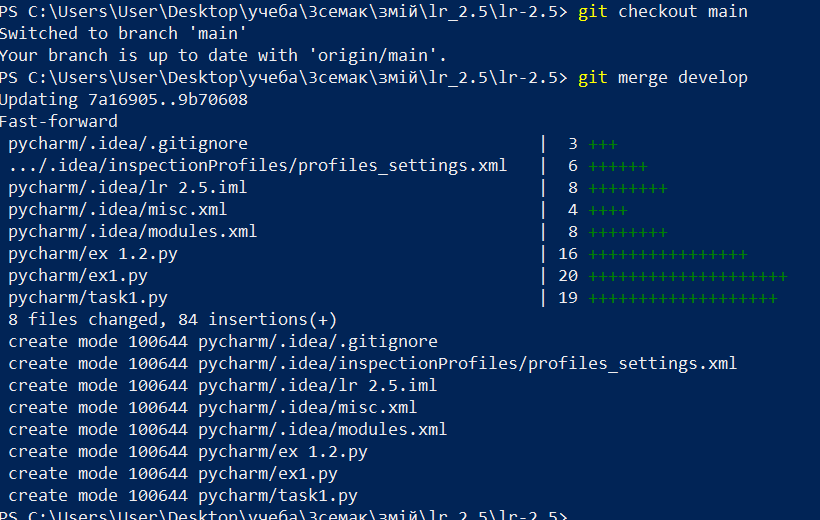 PS C:\Users\User\Desktop\учеба\3семак\змій\lr_2.5\lr-2.5> git checkout main
Switched to branch 'main'
Your branch is up to date with 'origin/main'.
PS C:\Users\User\Desktop\учеба\3семак\змій\lr_2.5\lr-2.5> git merge develop
Updating 7a16905..9b70608
Fast-forward
pycharm/.idea/.gitignore | 3 +++
.../.idea/inspectionProfiles/profiles_settings.xml | 6 ++++++
pycharm/.idea/lr 2.5.iml | 8 ++++++++
pycharm/.idea/misc.xml | 4 ++++
pycharm/.idea/modules.xml | 8 ++++++++
pycharm/ex 1.2.py | 16 ++++++++++++++++
pycharm/ex1.py | 20 ++++++++++++++++++++
pycharm/task1.py | 19 +++++++++++++++++++
8 files changed, 84 insertions(+)
create mode 100644 pycharm/.idea/.gitignore
create mode 100644 pycharm/.idea/inspectionProfiles/profiles_settings.xml
create mode 100644 pycharm/.idea/lr 2.5.iml
create mode 100644 pycharm/.idea/misc.xml
create mode 100644 pycharm/.idea/modules.xml
create mode 100644 pycharm/ex 1.2.py
create mode 100644 pycharm/ex1.py
create mode 100644 pycharm/task1.py
PS C:\Users\User\Desktop\учеба\3семак\змій\lr_2.5\lr-2.5>